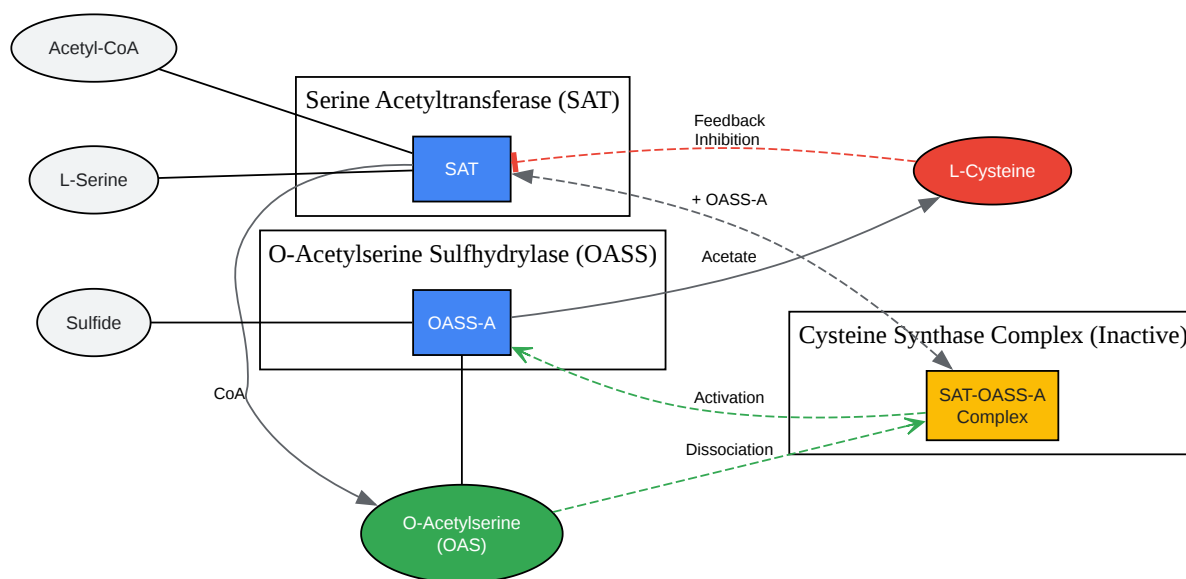 Acetyl-CoA
Serine Acetyltransferase (SAT)
Feedback
Inhibition
SAT
L-Serine
L-Cysteine
+ OASS-A
O-Acetylserine Sulfhydrylase (OASS)
Acetate
Sulfide
OASS-A
Cysteine Synthase Complex (Inactive)
CoA
Activation
SAT-OASS-A
Complex
Dissociation
O-Acetylserine
(OAS)